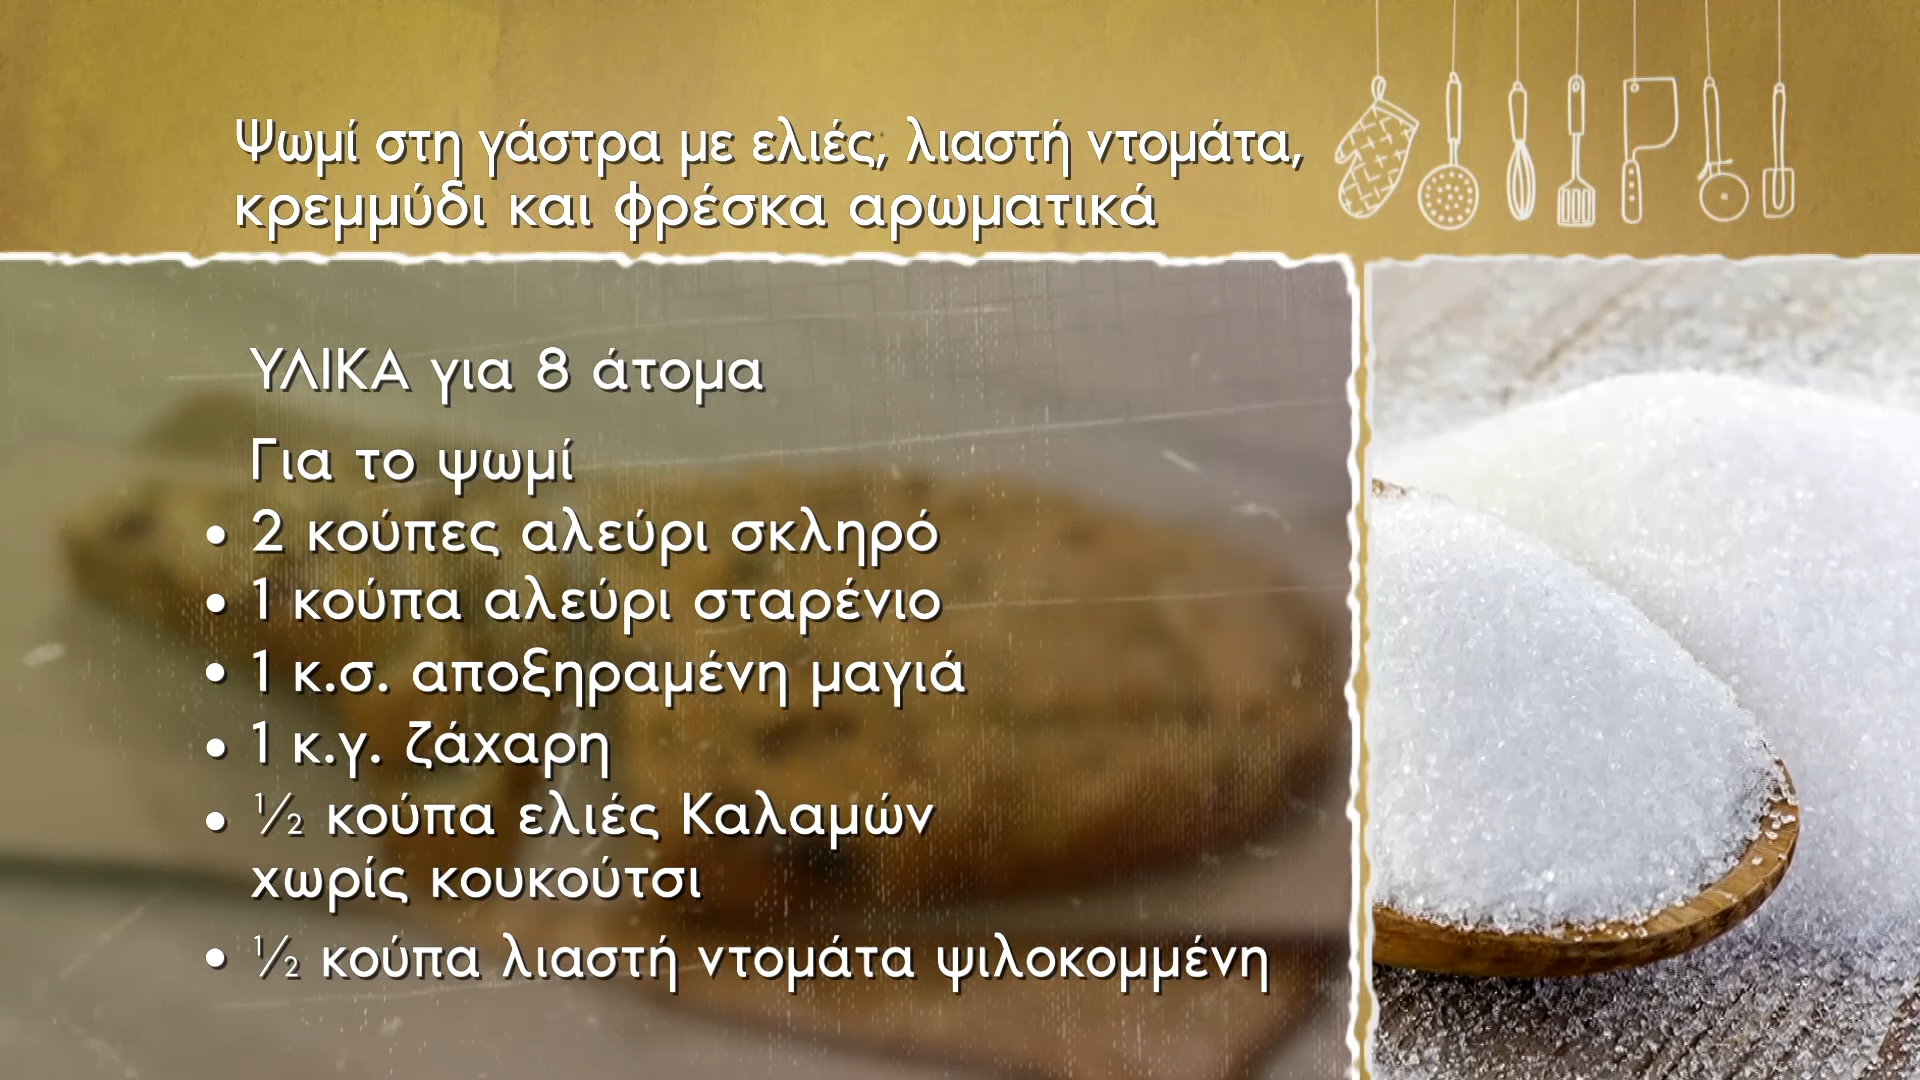 Ψωμί στη γάστρα με ελιές, λιαστή ντομάτα,
κρεμμύδι και φρέσκα αρωματικά
ΥΛΙΚΑ για 8 άτομα
Για το ψωμί
• 2 κούπες αλεύρι σκληρό
• 1 κούπα αλεύρι σταρένιο
• 1 κ.σ. αποξηραμένη μαγιά
• 1 κ.γ. ζάχαρη
• ½ κούπα ελιές Καλαμών
χωρίς κουκούτσι
• ½ κούπα λιαστή ντομάτα ψιλοκομμένη